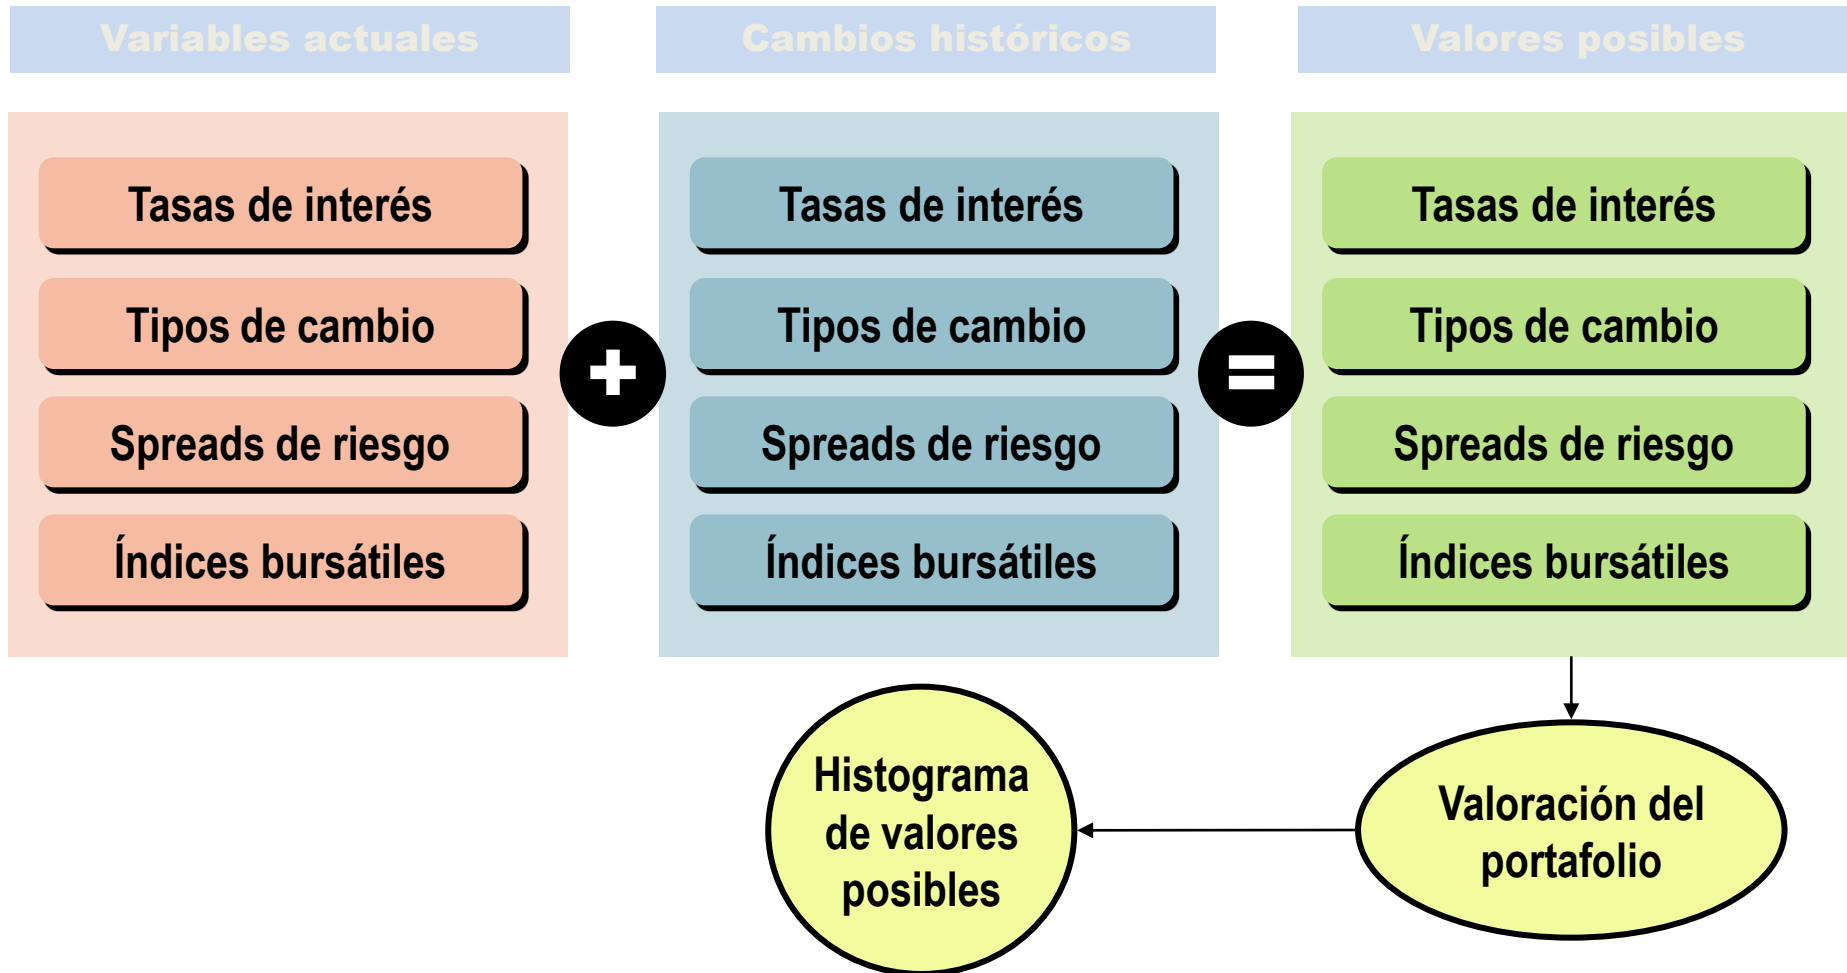 Variables actuales
Cambios históricos
Valores posibles
Tasas de interés
Tipos de cambio
Spreads de riesgo
Índices bursátiles
+
Tasas de interés
Tipos de cambio
Spreads de riesgo
Índices bursátiles
=
Tasas de interés
Tipos de cambio
Spreads de riesgo
Índices bursátiles
Valoración del
portafolio
Histograma
de valores
posibles